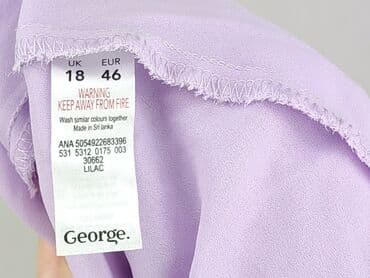 UK EUR
18 46
WARNING
KEEP AWAY FROM FIRE
Wash similar colours together
Made in Sri lanka
ANA 5054922683396
531 5312 0175 003
30662
LILAC
George.